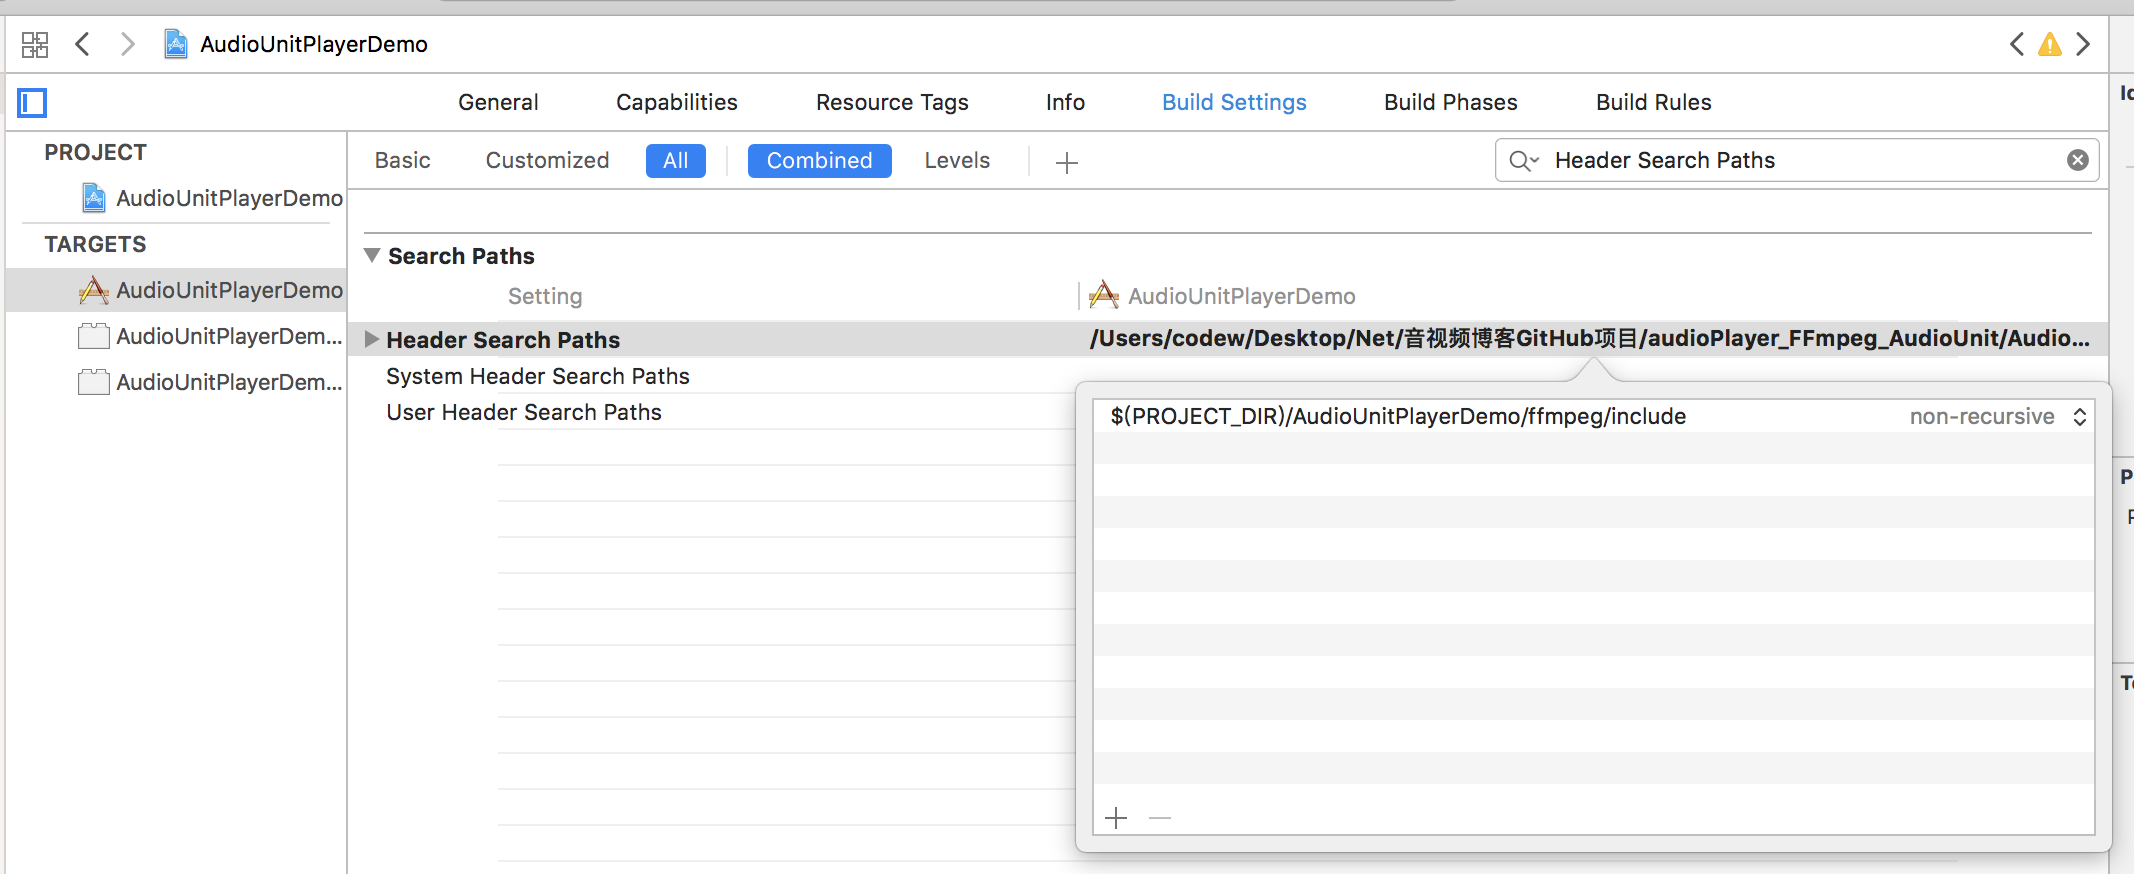 AudioUnitPlayerDemo
General Capabilities Resource Tags Info Build Settings Build Phases Build Rules
PROJECT
AudioUnitPlayerDemo
TARGETS
AudioUnitPlayerDemo
AudioUnitPlayerDem...
AudioUnitPlayerDem...
Basic Customized All Combined Levels
Header Search Paths
Search Paths
Setting AudioUnitPlayerDemo
Header Search Paths /Users/codew/Desktop/Net/音视频博客GitHub项目/audioPlayer_FFmpeg_AudioUnit/Audio...
System Header Search Paths
User Header Search Paths
$(PROJECT_DIR)/AudioUnitPlayerDemo/ffmpeg/include non-recursive